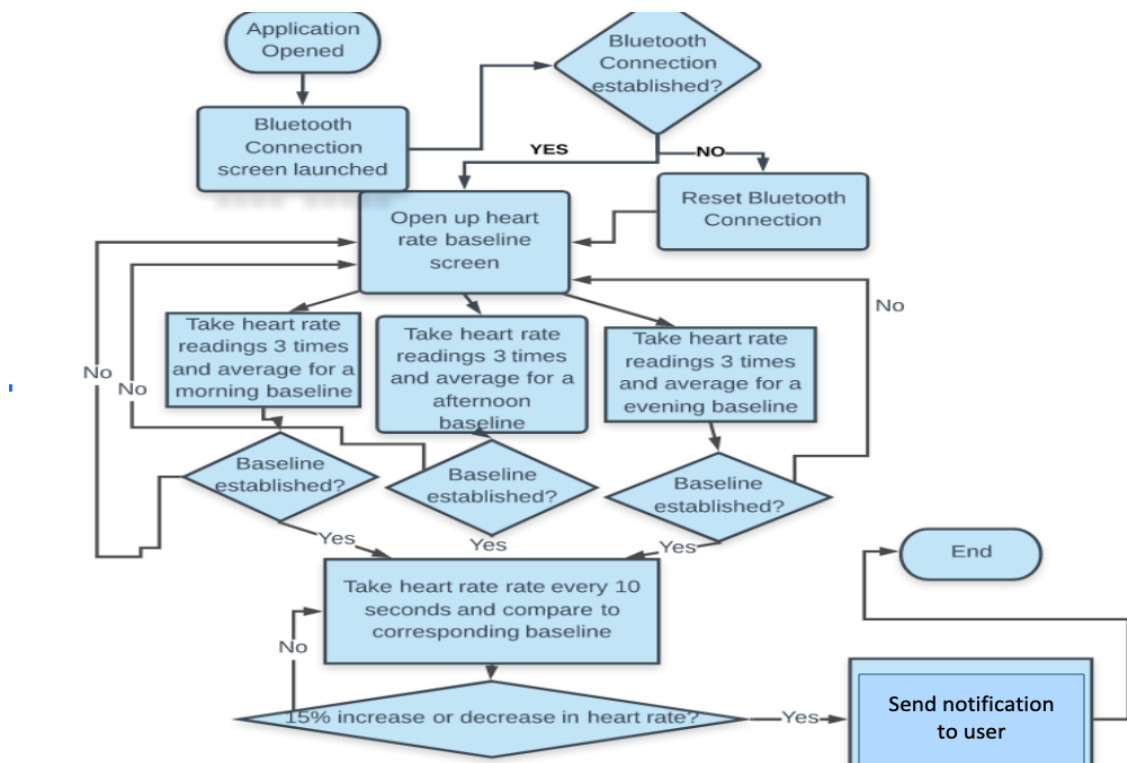 Application
Opened
Bluetooth
Connection
established?
Bluetooth
Connection
screen launched
YES
NO
Reset Bluetooth
Connection
Open up heart
rate baseline
screen
No
Take heart rate
readings 3 times
and average for a
morning baseline
Take heart rate
readings 3 times
and average for a
afternoon
baseline
Take heart rate
readings 3 times
and average for a
evening baseline
No
No
Baseline
established?
Baseline
established?
Baseline
established?
Yes
Yes
Yes
End
Take heart rate rate every 10
seconds and compare to
corresponding baseline
No
15% increase or decrease in heart rate?
Yes
Send notification
to user